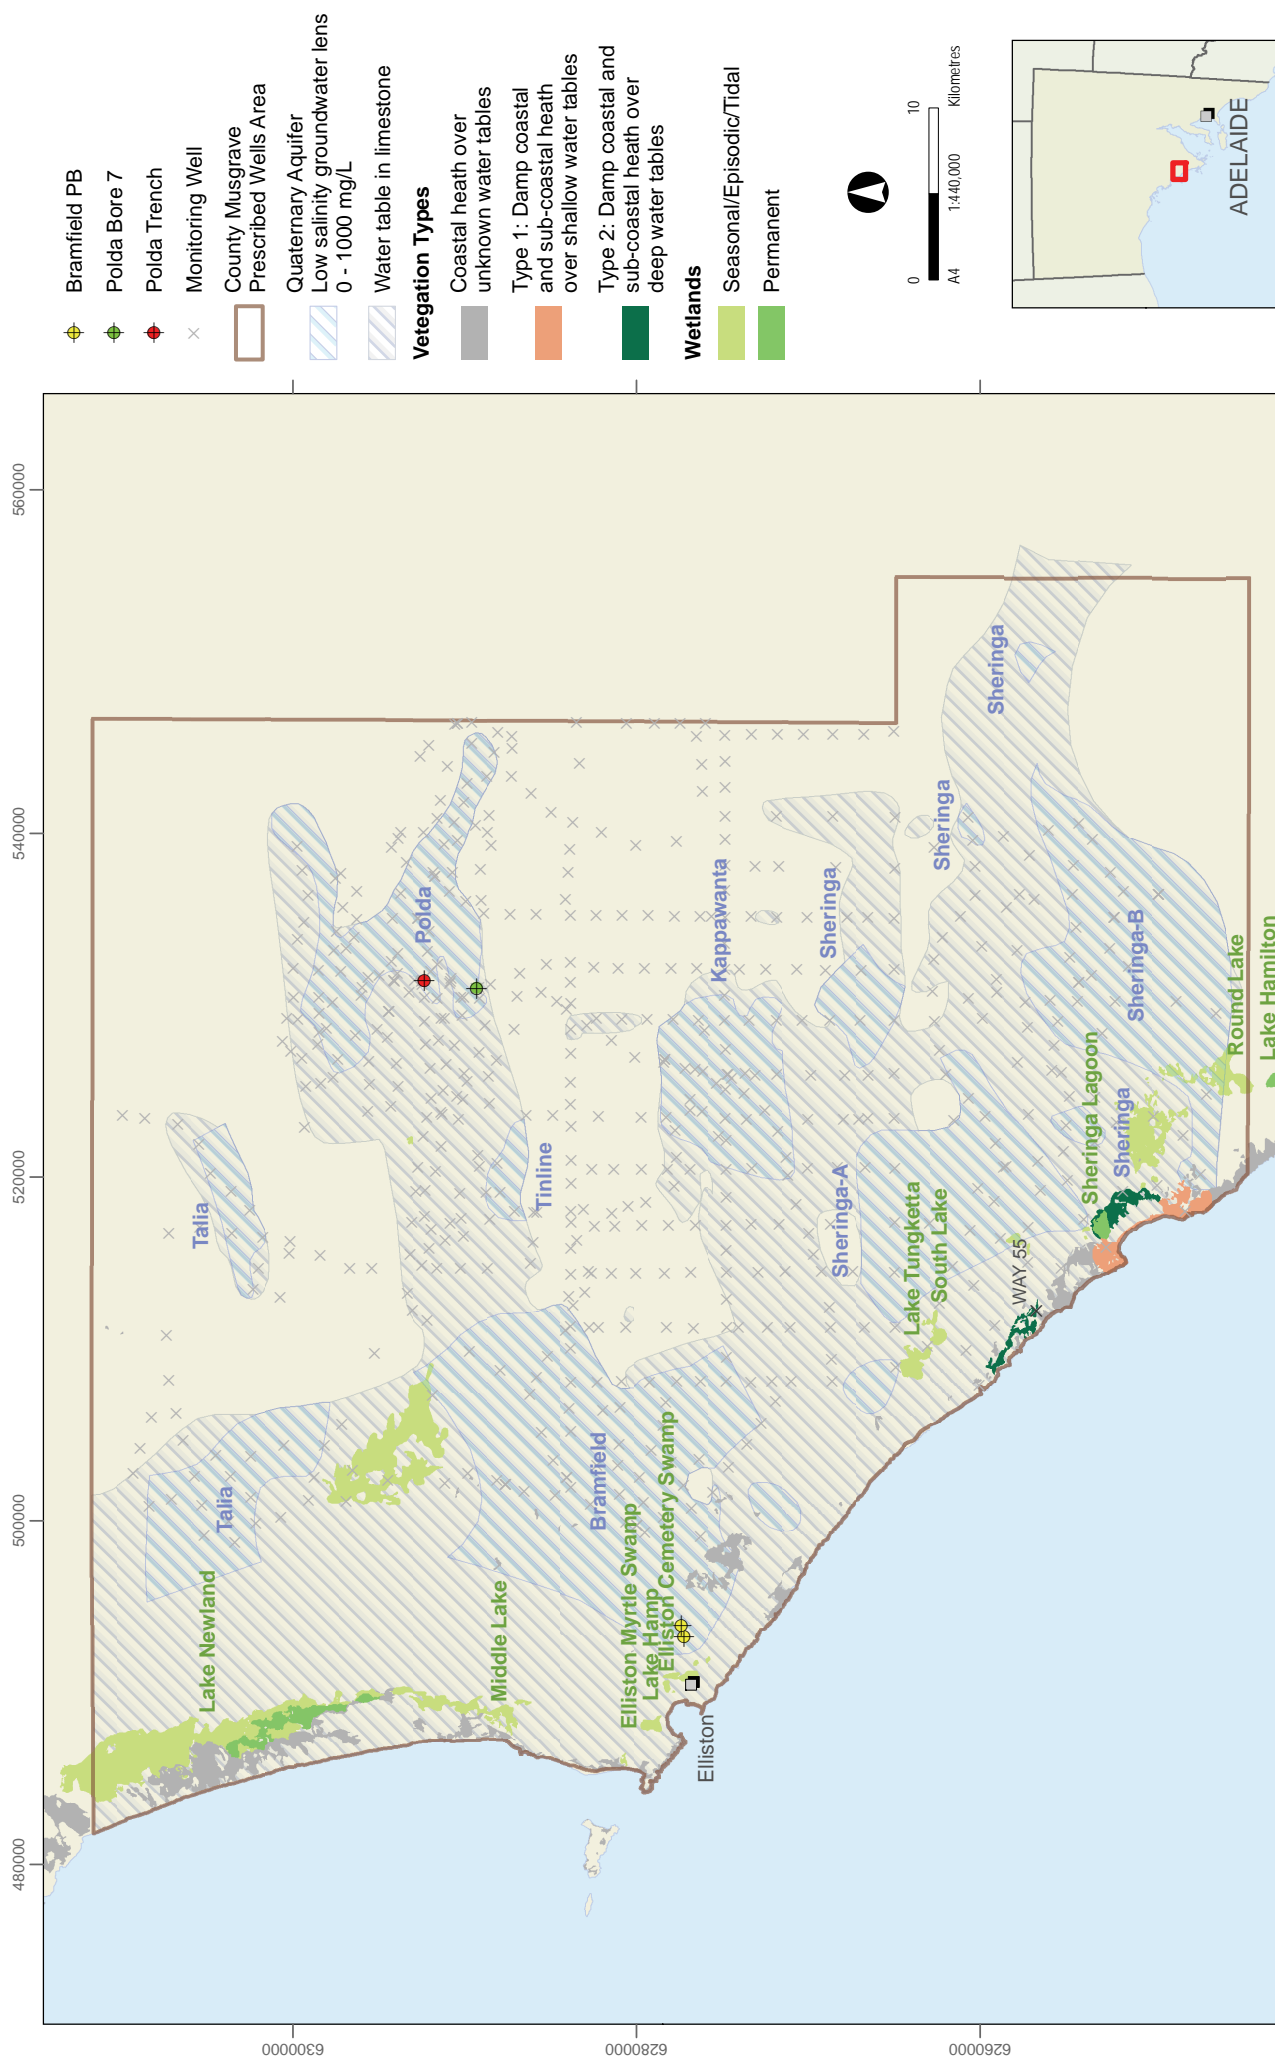 Bramfield PB
Polda Bore 7
Polda Trench
Monitoring Well
County Musgrave
Prescribed Wells Area
Quaternary Aquifer
Low salinity groundwater lens
0 - 1000 mg/L
Water table in limestone
Vetegation Types
Coastal heath over
unknown water tables
Type 1: Damp coastal
and sub-coastal heath
over shallow water tables
Type 2: Damp coastal and
sub-coastal heath over
deep water tables
Wetlands
Seasonal/Episodic/Tidal
Permanent
0
10
A4
1:440,000
Kilometres
ADELAIDE
480000
500000
520000
540000
560000
6300000
6280000
6260000
Lake Newland
Talia
Talia
Middle Lake
Polda
Tinline
Bramfield
Elliston Myrtle Swamp
Lake Hamp
Elliston Cemetery Swamp
Elliston
Kappawanta
Sheringa
Sheringa-A
Lake Tungketta
South Lake
Sheringa
Sheringa
WAY 55
Sheringa Lagoon
Sheringa
Sheringa-B
Round Lake
Lake Hamilton